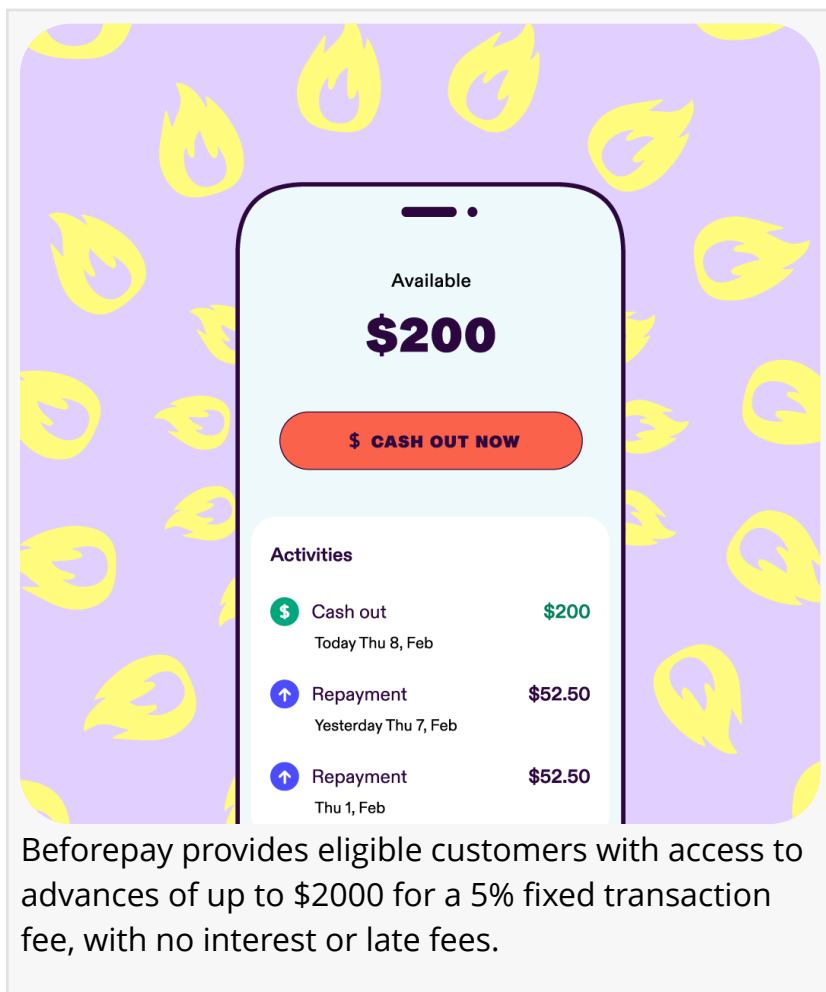 Available
$200
$ CASH OUT NOW
Activities
$ Cash out $200
Today Thu 8, Feb
Repayment $52.50
Yesterday Thu 7, Feb
Repayment $52.50
Thu 1, Feb
Beforepay provides eligible customers with access to
advances of up to $2000 for a 5% fixed transaction
fee, with no interest or late fees.